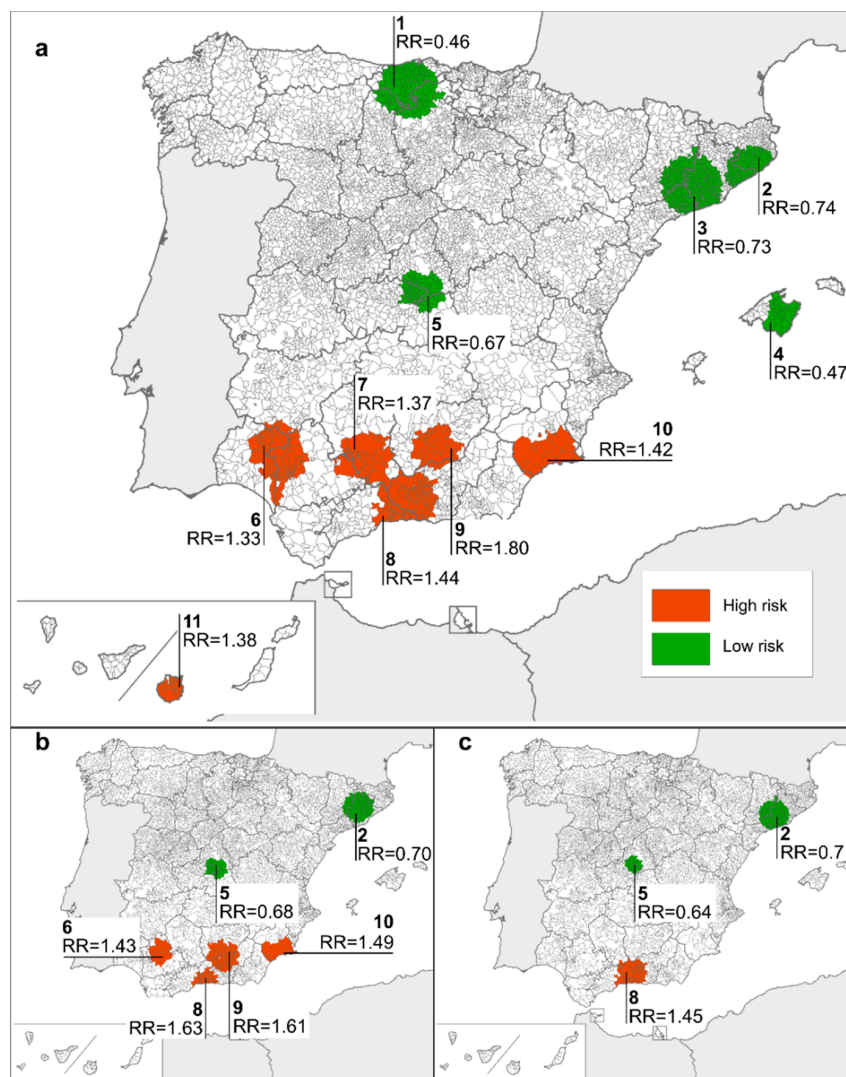 1
RR=0.46
a
2
RR=0.74
3
RR=0.73
5
RR=0.67
4
RR=0.47
7
RR=1.37
10
RR=1.42
6
RR=1.33
9
RR=1.80
8
RR=1.44
High risk
Low risk
11
RR=1.38
b
2
RR=0.70
5
RR=0.68
6
RR=1.43
10
RR=1.49
8
RR=1.63
9
RR=1.61
c
2
RR=0.7
5
RR=0.64
8
RR=1.45